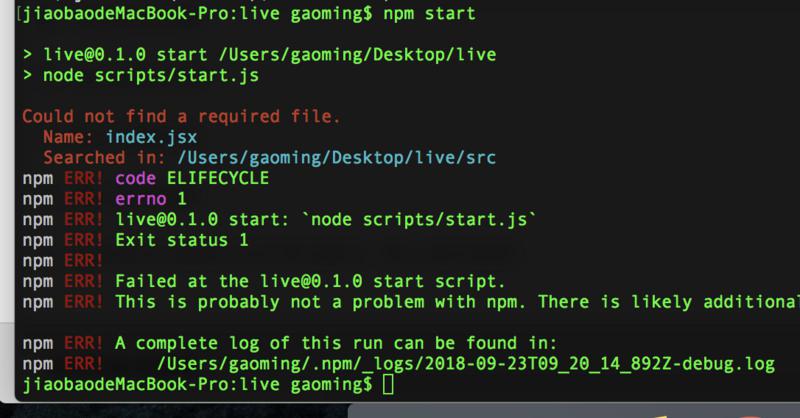 [jiaobaodeMacBook-Pro:live gaoming$ npm start
> live@0.1.0 start /Users/gaoming/Desktop/live
> node scripts/start.js
Could not find a required file.
Name: index.jsx
Searched in: /Users/gaoming/Desktop/live/src
npm ERR! code ELIFECYCLE
npm ERR! errno 1
npm ERR! live@0.1.0 start: `node scripts/start.js`
npm ERR! Exit status 1
npm ERR!
npm ERR! Failed at the live@0.1.0 start script.
npm ERR! This is probably not a problem with npm. There is likely additional
npm ERR! A complete log of this run can be found in:
npm ERR!     /Users/gaoming/.npm/_logs/2018-09-23T09_20_14_892Z-debug.log
jiaobaodeMacBook-Pro:live gaoming$